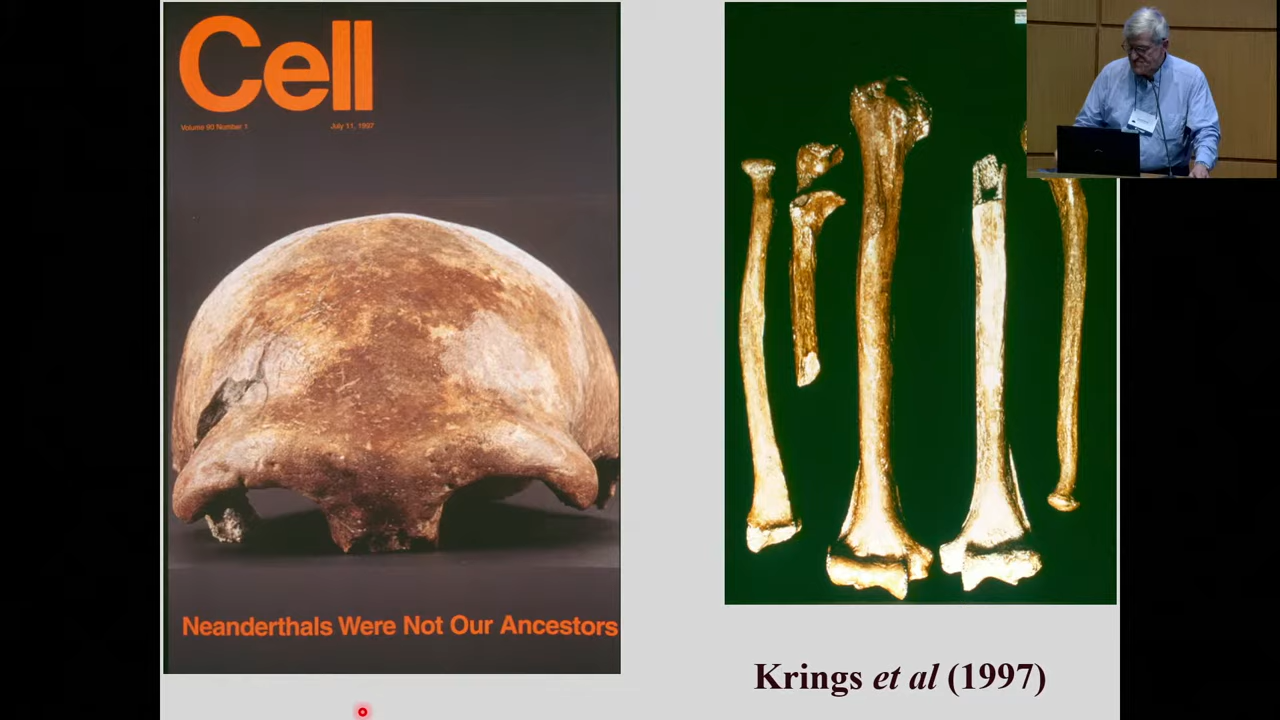 Cell
Volume 90 Number 1
July 11, 1997
Neanderthals Were Not Our Ancestors
Krings et al (1997)